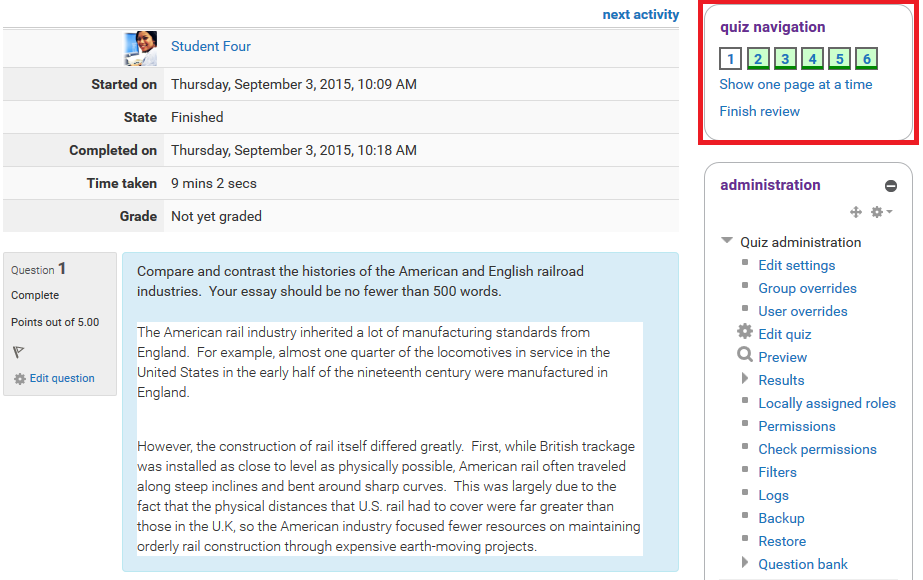 next activity
Student Four
Started on Thursday, September 3, 2015, 10:09 AM
State Finished
Completed on Thursday, September 3, 2015, 10:18 AM
Time taken 9 mins 2 secs
Grade Not yet graded
Question 1
Complete
Points out of 5.00
Edit question
Compare and contrast the histories of the American and English railroad
industries.  Your essay should be no fewer than 500 words.
The American rail industry inherited a lot of manufacturing standards from
England.  For example, almost one quarter of the locomotives in service in the
United States in the early half of the nineteenth century were manufactured in
England.
However, the construction of rail itself differed greatly.  First, while British trackage
was installed as close to level as physically possible, American rail often traveled
along steep inclines and bent around sharp curves.  This was largely due to the
fact that the physical distances that U.S. rail had to cover were far greater than
those in the U.K, so the American industry focused fewer resources on maintaining
orderly rail construction through expensive earth-moving projects.
quiz navigation
1 2 3 4 5 6
Show one page at a time
Finish review
administration
Quiz administration
Edit settings
Group overrides
User overrides
Edit quiz
Preview
Results
Locally assigned roles
Permissions
Check permissions
Filters
Logs
Backup
Restore
Question bank